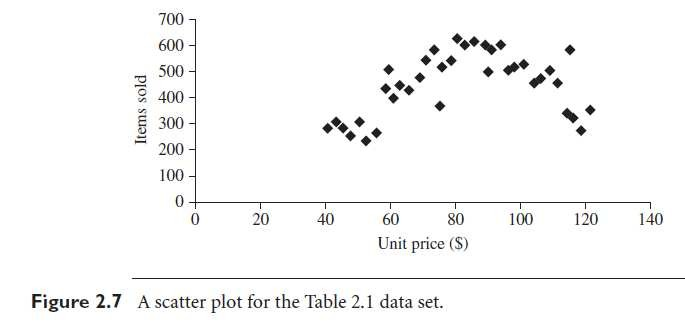 700
600
500
400
300
200
100
0
Items sold
0 20 40 60 80 100 120 140
Unit price ($)
Figure 2.7 A scatter plot for the Table 2.1 data set.